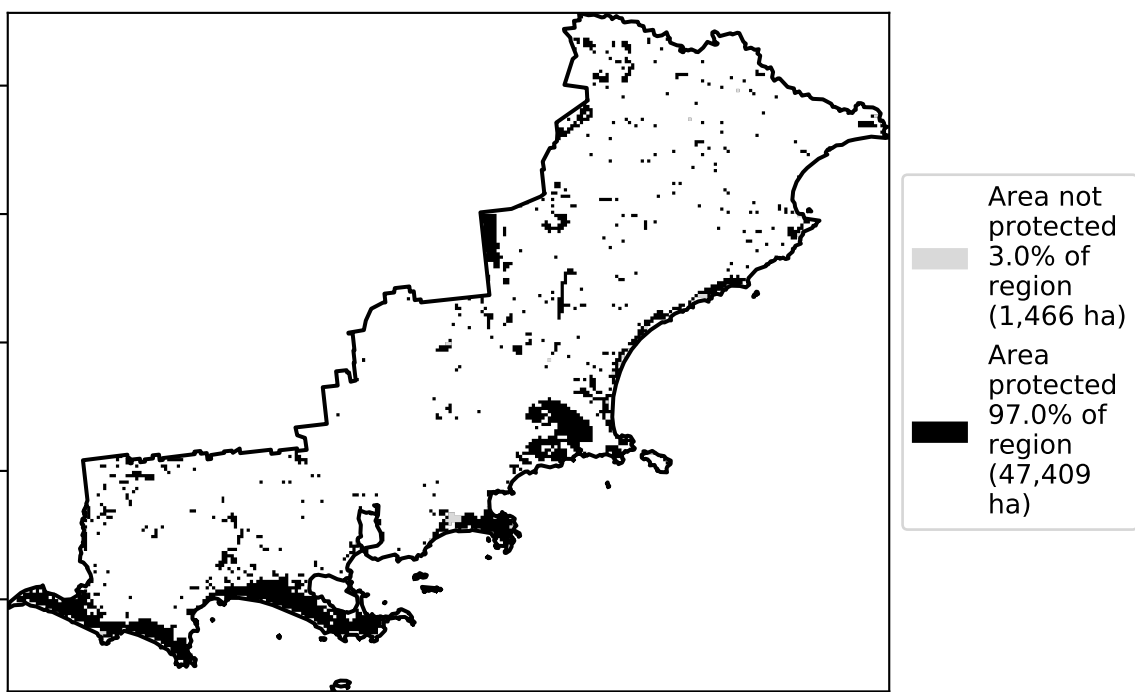 Area not
protected
3.0% of
region
(1,466 ha)
Area
protected
97.0% of
region
(47,409
ha)